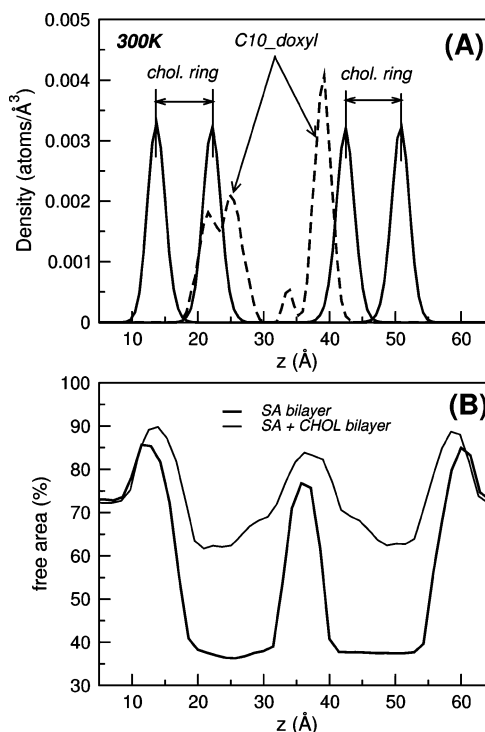 300K
C10_doxyl
(A)
chol. ring
chol. ring
0.005
0.004
0.003
0.002
0.001
0
Density (atoms/Å³)
10 20 30 40 50 60
z (Å)
(B)
SA bilayer
SA + CHOL bilayer
100
90
80
70
60
50
40
30
free area (%)
10 20 30 40 50 60
z (Å)